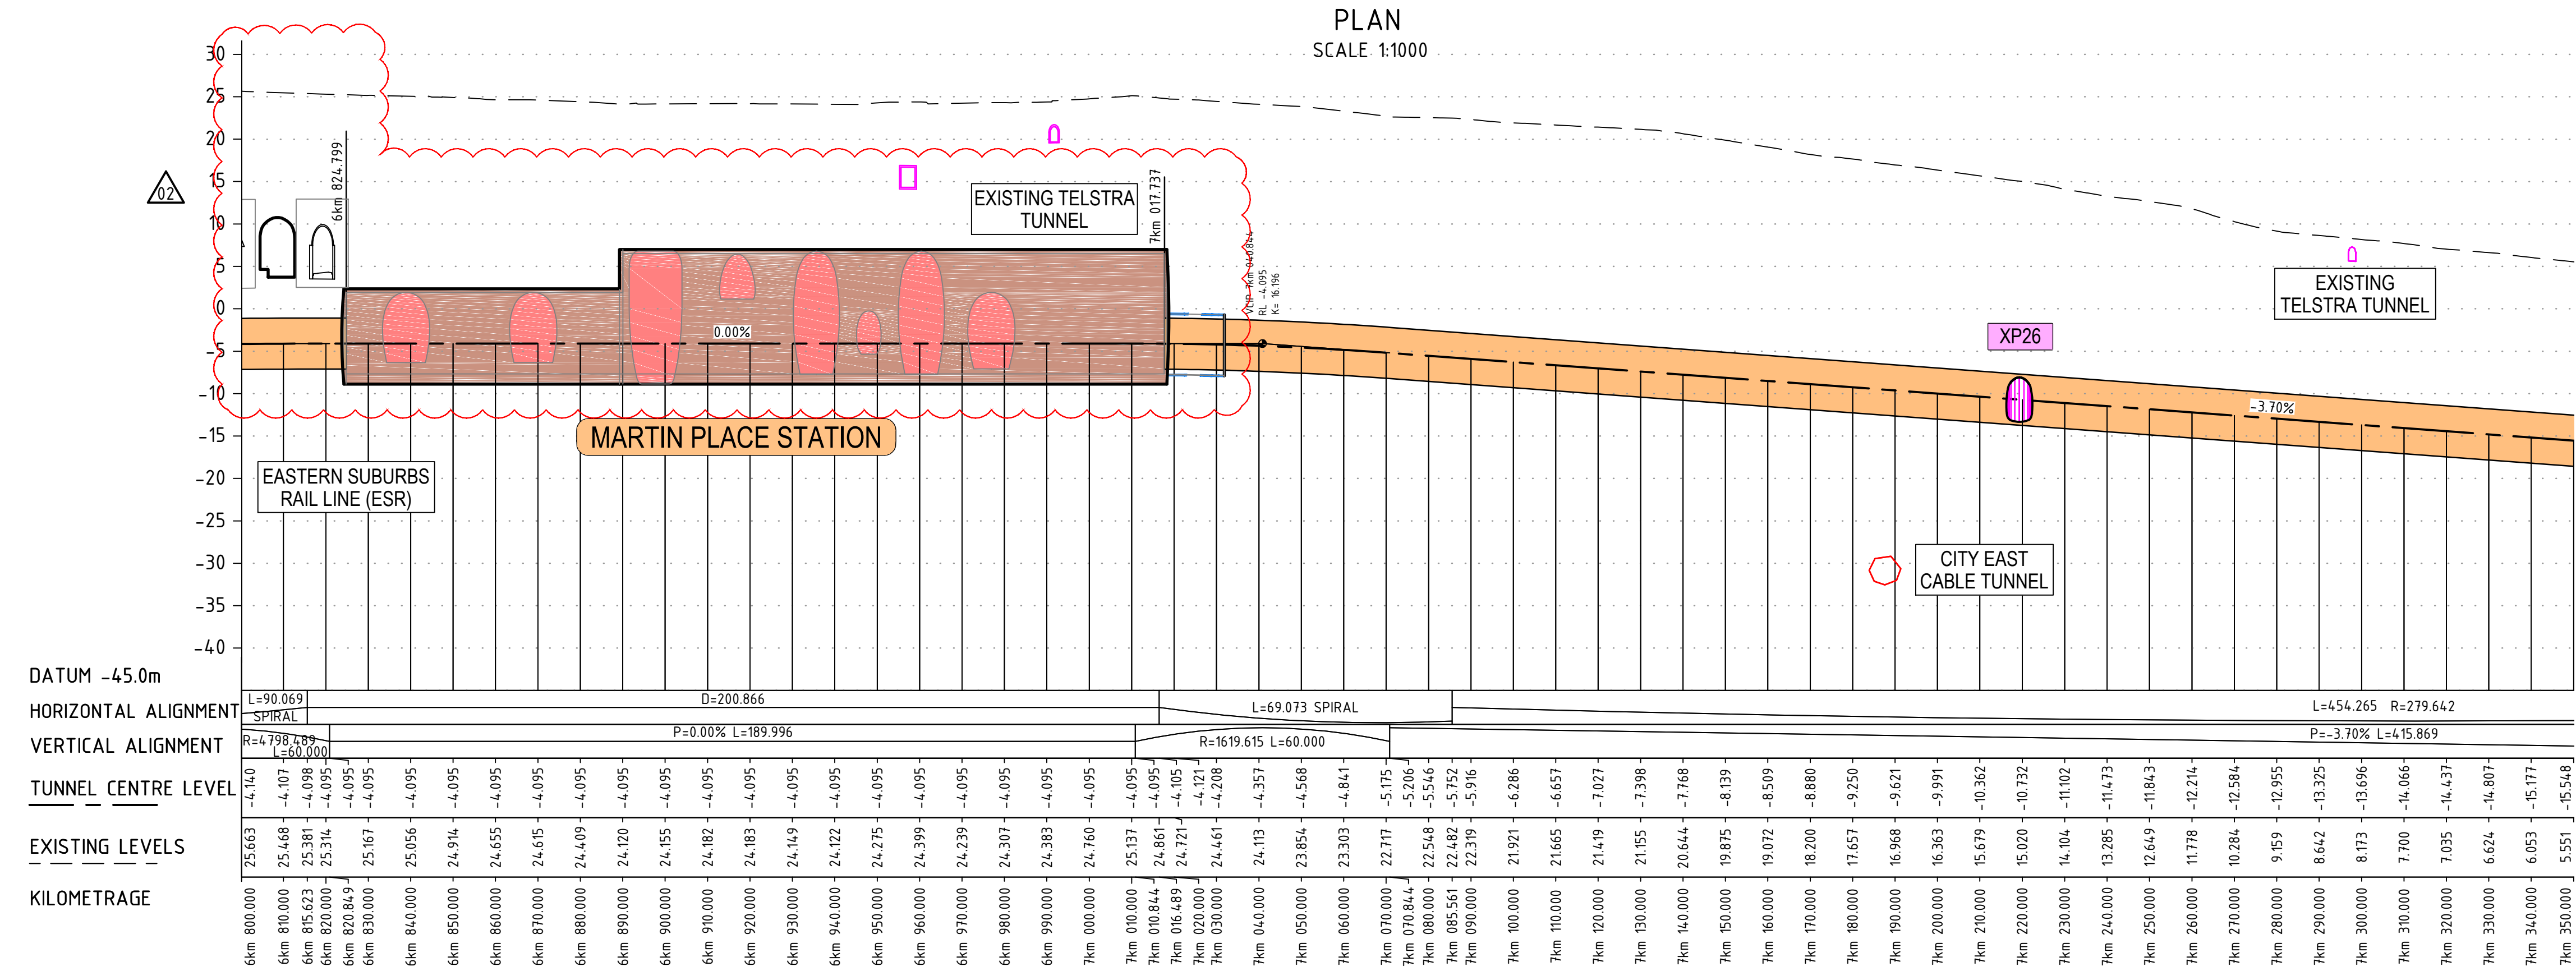 PLAN
SCALE 1:1000
30
25
20
15
10
5
0
-5
-10
-15
-20
-25
-30
-35
-40
02
6km 824.799
7km 017.737
EXISTING TELSTRA
TUNNEL
VCIP 7km 040.844
RL -4.095
K= 16.196
0.00%
MARTIN PLACE STATION
EASTERN SUBURBS
RAIL LINE (ESR)
XP26
-3.70%
EXISTING
TELSTRA TUNNEL
CITY EAST
CABLE TUNNEL
DATUM -45.0m
HORIZONTAL ALIGNMENT
L=90.069
SPIRAL
D=200.866
L=69.073 SPIRAL
L=454.265 R=279.642
VERTICAL ALIGNMENT
R=4798.489
L=60.000
P=0.00% L=189.996
R=1619.615 L=60.000
P=-3.70% L=415.869
TUNNEL CENTRE LEVEL
-4.140 -4.107 -4.098 -4.095 -4.095 -4.095 -4.095 -4.095 -4.095 -4.095 -4.095 -4.095 -4.095 -4.095 -4.095 -4.095 -4.095 -4.095 -4.095 -4.095 -4.095 -4.095 -4.095 -4.095 -4.105 -4.121 -4.208 -4.357 -4.568 -4.841 -5.175 -5.206 -5.546 -5.752 -5.916 -6.286 -6.657 -7.027 -7.398 -7.768 -8.139 -8.509 -8.880 -9.250 -9.621 -9.991 -10.362 -10.732 -11.102 -11.473 -11.843 -12.214 -12.584 -12.955 -13.325 -13.696 -14.066 -14.437 -14.807 -15.177 -15.548
EXISTING LEVELS
25.663 25.468 25.381 25.314 25.167 25.056 24.914 24.655 24.615 24.409 24.120 24.155 24.182 24.183 24.149 24.122 24.275 24.399 24.239 24.307 24.383 24.760 25.137 24.861 24.721 24.461 24.113 23.854 23.303 22.717 22.548 22.482 22.319 21.921 21.665 21.419 21.155 20.644 19.875 19.072 18.200 17.657 16.968 16.363 15.679 15.020 14.104 13.285 12.649 11.778 10.284 9.159 8.642 8.173 7.700 7.035 6.624 6.053 5.551
KILOMETRAGE
6km 800.000 6km 810.000 6km 815.623 6km 820.000 6km 820.849 6km 830.000 6km 840.000 6km 850.000 6km 860.000 6km 870.000 6km 880.000 6km 890.000 6km 900.000 6km 910.000 6km 920.000 6km 930.000 6km 940.000 6km 950.000 6km 960.000 6km 970.000 6km 980.000 6km 990.000 7km 000.000 7km 010.000 7km 010.844 7km 016.489 7km 020.000 7km 030.000 7km 040.000 7km 050.000 7km 060.000 7km 070.000 7km 070.844 7km 080.000 7km 085.561 7km 090.000 7km 100.000 7km 110.000 7km 120.000 7km 130.000 7km 140.000 7km 150.000 7km 160.000 7km 170.000 7km 180.000 7km 190.000 7km 200.000 7km 210.000 7km 220.000 7km 230.000 7km 240.000 7km 250.000 7km 260.000 7km 270.000 7km 280.000 7km 290.000 7km 300.000 7km 310.000 7km 320.000 7km 330.000 7km 340.000 7km 350.000